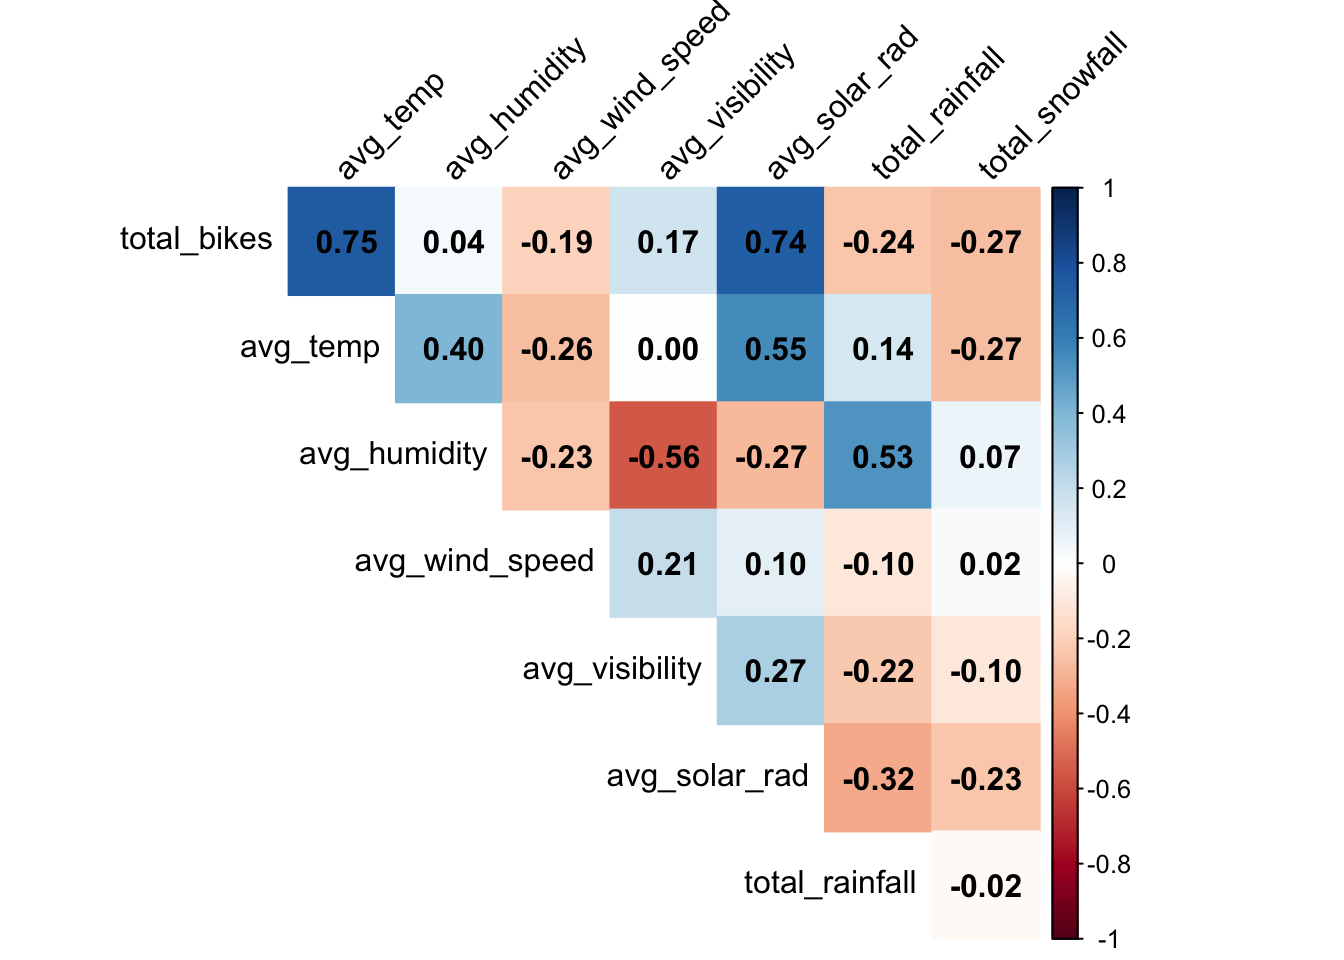 avg_temp avg_humidity avg_wind_speed avg_visibility avg_solar_rad total_rainfall total_snowfall
total_bikes 0.75 0.04 -0.19 0.17 0.74 -0.24 -0.27
avg_temp 0.40 -0.26 0.00 0.55 0.14 -0.27
avg_humidity -0.23 -0.56 -0.27 0.53 0.07
avg_wind_speed 0.21 0.10 -0.10 0.02
avg_visibility 0.27 -0.22 -0.10
avg_solar_rad -0.32 -0.23
total_rainfall -0.02
1
0.8
0.6
0.4
0.2
0
-0.2
-0.4
-0.6
-0.8
-1